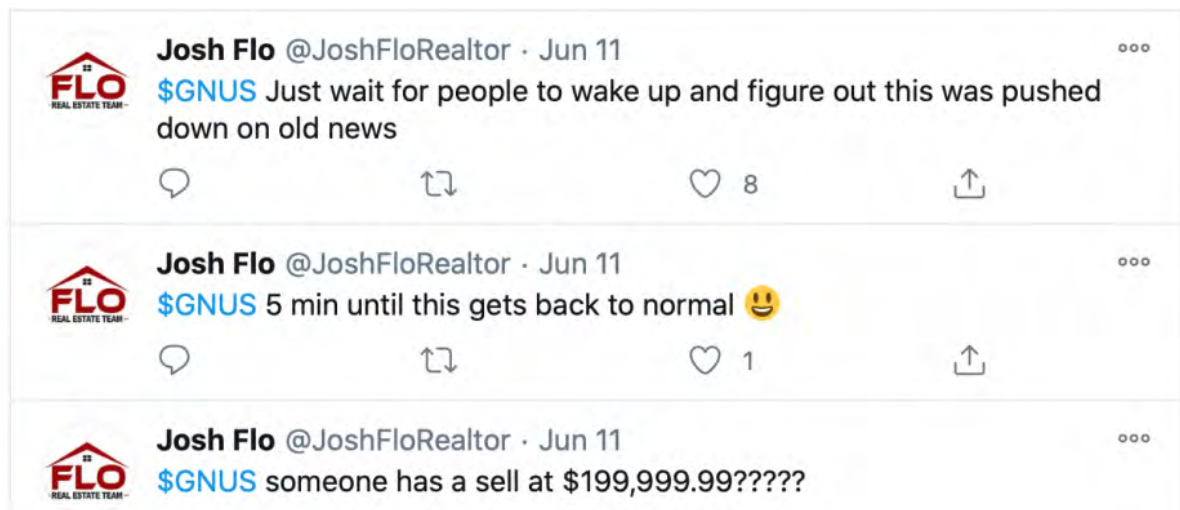 Josh Flo @JoshFloRealtor · Jun 11
FLO
REAL ESTATE TEAM
$GNUS Just wait for people to wake up and figure out this was pushed
down on old news
8
Josh Flo @JoshFloRealtor · Jun 11
FLO
REAL ESTATE TEAM
$GNUS 5 min until this gets back to normal 😃
1
Josh Flo @JoshFloRealtor · Jun 11
FLO
REAL ESTATE TEAM
$GNUS someone has a sell at $199,999.99?????